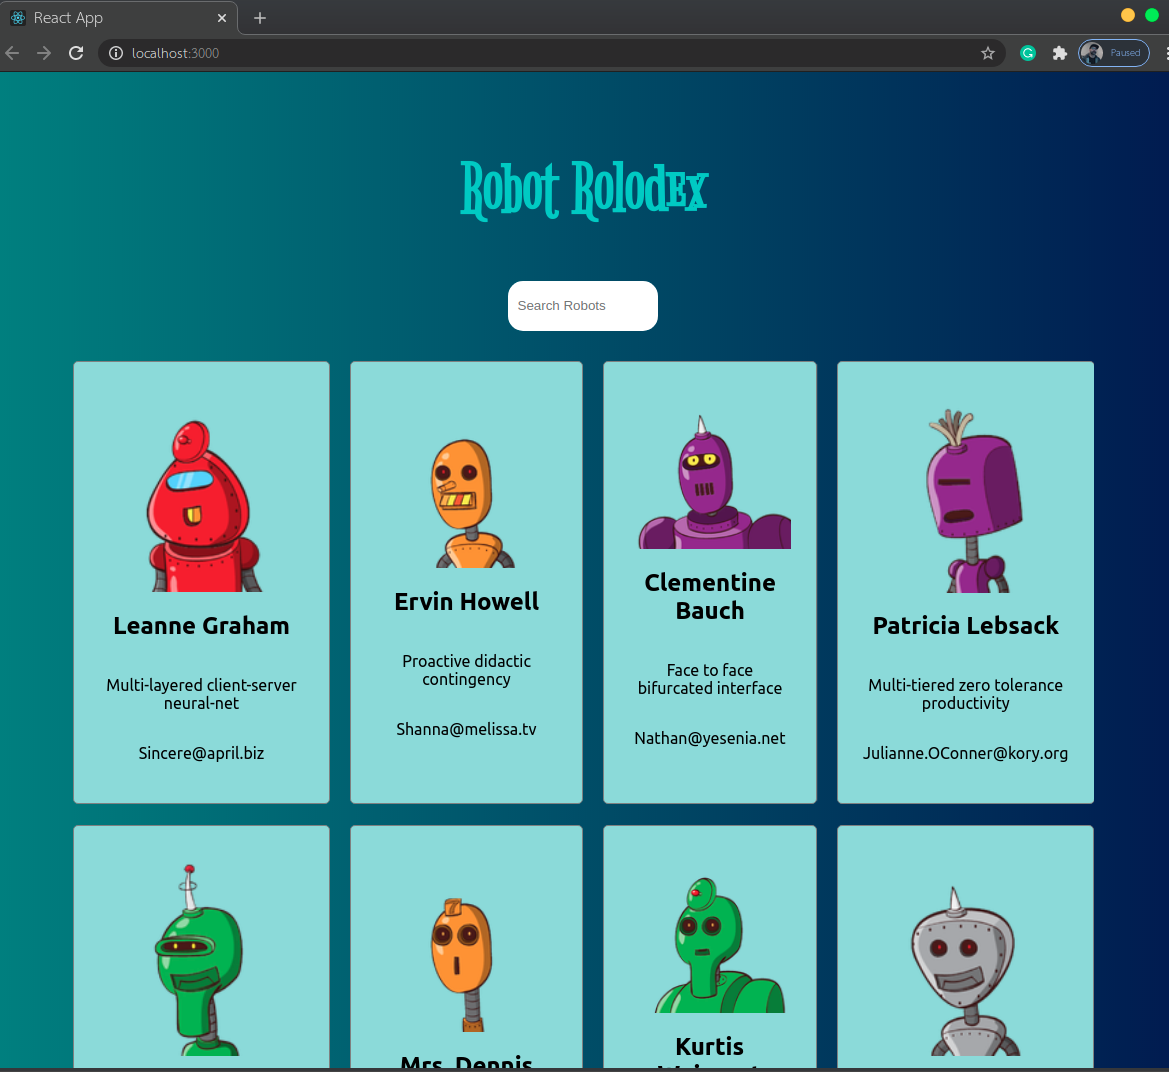 React App
localhost:3000
Paused
Robot Rolodex
Search Robots
Leanne Graham
Multi-layered client-server
neural-net
Sincere@april.biz
Ervin Howell
Proactive didactic
contingency
Shanna@melissa.tv
Clementine
Bauch
Face to face
bifurcated interface
Nathan@yesenia.net
Patricia Lebsack
Multi-tiered zero tolerance
productivity
Julianne.OConner@kory.org
Mrs. Dennis
Kurtis